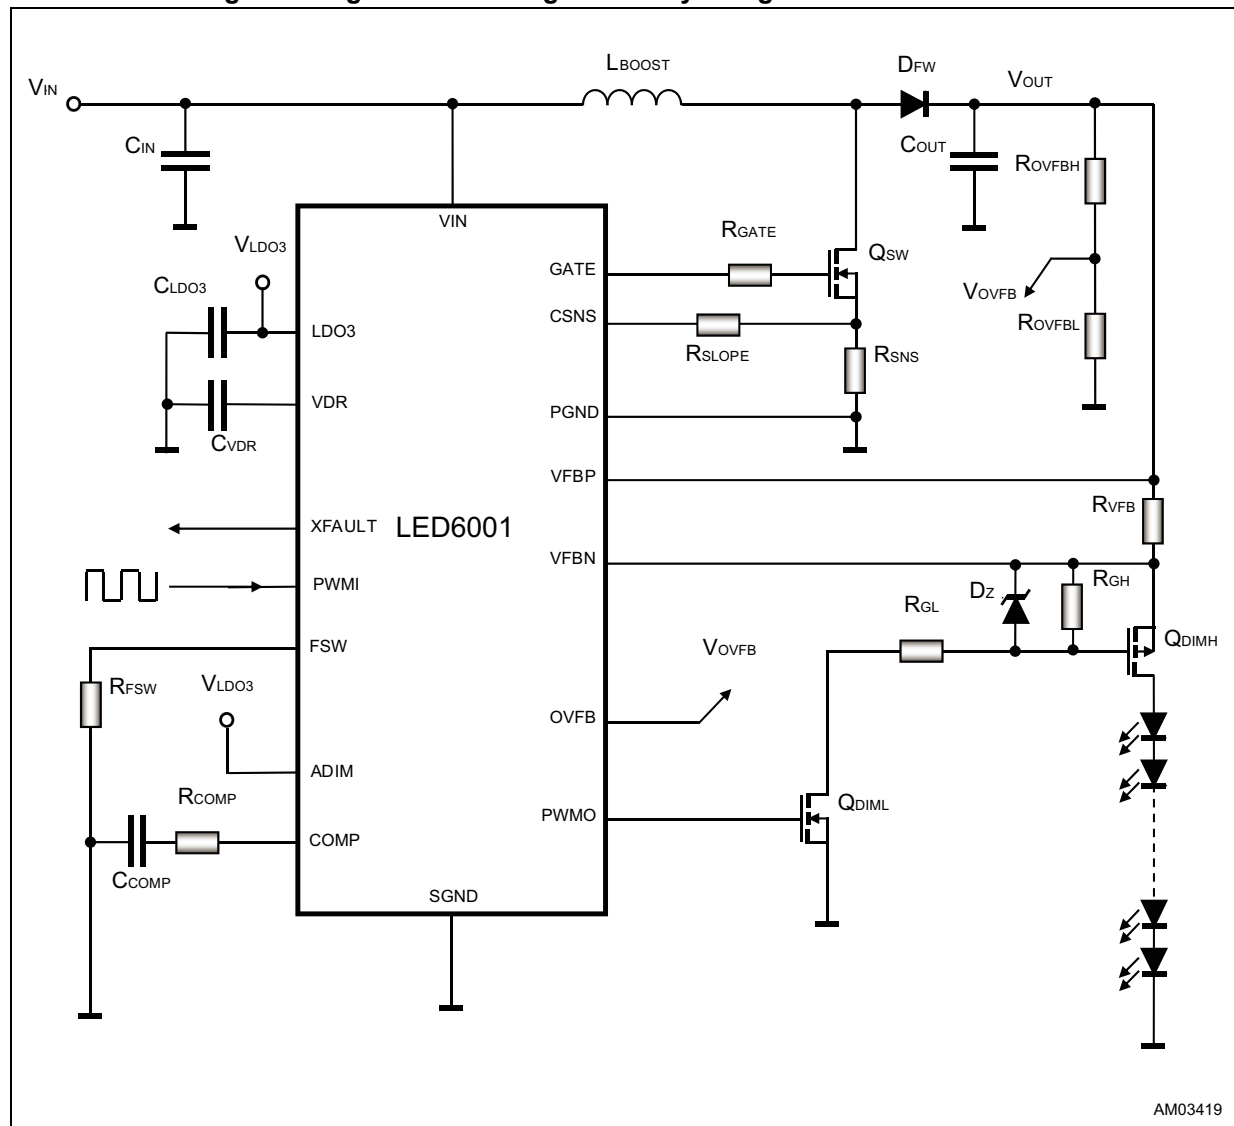 VIN
LBOOST
DFW
VOUT
CIN
COUT
ROVFBH
VIN
VLDO3
RGATE
QSW
GATE
VOVFB
CLDO3
CSNS
ROVFBL
LDO3
RSLOPE
RSNS
VDR
PGND
CVDR
VFBP
RVFB
XFAULT
LED6001
VFBN
PWMI
DZ
RGH
RGL
FSW
VOVFB
QDIMH
RFSW
VLDO3
OVFB
ADIM
RCOMP
QDIML
PWMO
COMP
CCOMP
SGND
AM03419